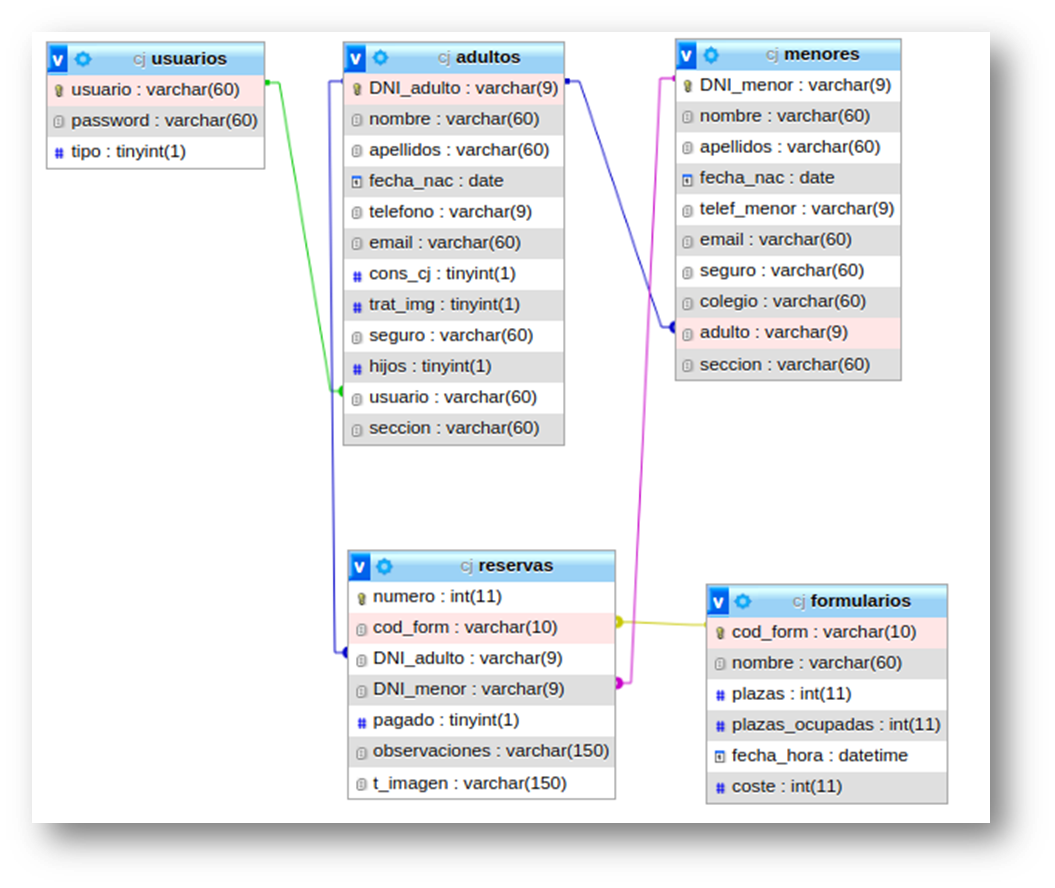 cj usuarios
usuario : varchar(60)
password : varchar(60)
tipo : tinyint(1)
cj adultos
DNI_adulto : varchar(9)
nombre : varchar(60)
apellidos : varchar(60)
fecha_nac : date
telefono : varchar(9)
email : varchar(60)
cons_cj : tinyint(1)
trat_img : tinyint(1)
seguro : varchar(60)
hijos : tinyint(1)
usuario : varchar(60)
seccion : varchar(60)
cj menores
DNI_menor : varchar(9)
nombre : varchar(60)
apellidos : varchar(60)
fecha_nac : date
telef_menor : varchar(9)
email : varchar(60)
seguro : varchar(60)
colegio : varchar(60)
adulto : varchar(9)
seccion : varchar(60)
cj reservas
numero : int(11)
cod_form : varchar(10)
DNI_adulto : varchar(9)
DNI_menor : varchar(9)
pagado : tinyint(1)
observaciones : varchar(150)
t_imagen : varchar(150)
cj formularios
cod_form : varchar(10)
nombre : varchar(60)
plazas : int(11)
plazas_ocupadas : int(11)
fecha_hora : datetime
coste : int(11)